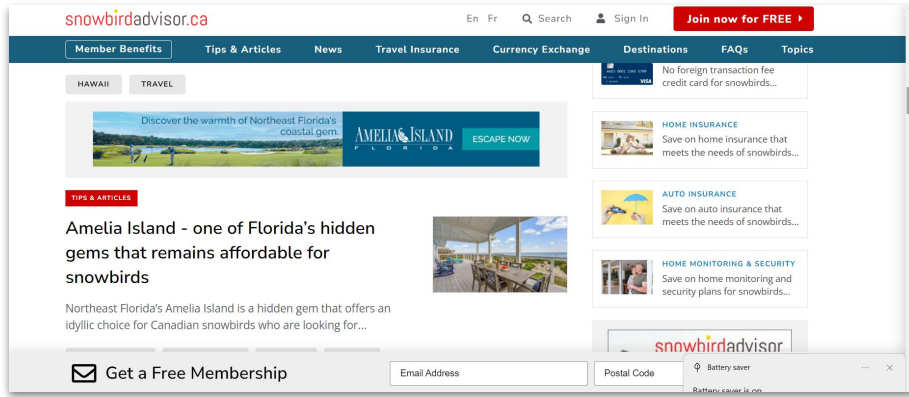 snowbirdadvisor.ca
En Fr Search Sign In Join now for FREE
Member Benefits Tips & Articles News Travel Insurance Currency Exchange Destinations FAQs Topics
HAWAII TRAVEL
Discover the warmth of Northeast Florida's
coastal gem.
AMELIA ISLAND
FLORIDA
ESCAPE NOW
TIPS & ARTICLES
Amelia Island - one of Florida's hidden
gems that remains affordable for
snowbirds
Northeast Florida's Amelia Island is a hidden gem that offers an
idyllic choice for Canadian snowbirds who are looking for...
VISA
No foreign transaction fee
credit card for snowbirds...
HOME INSURANCE
Save on home insurance that
meets the needs of snowbirds...
AUTO INSURANCE
Save on auto insurance that
meets the needs of snowbirds...
HOME MONITORING & SECURITY
Save on home monitoring and
security plans for snowbirds...
snowbirdadvisor
Get a Free Membership
Email Address
Postal Code
Battery saver
Battery saver is on